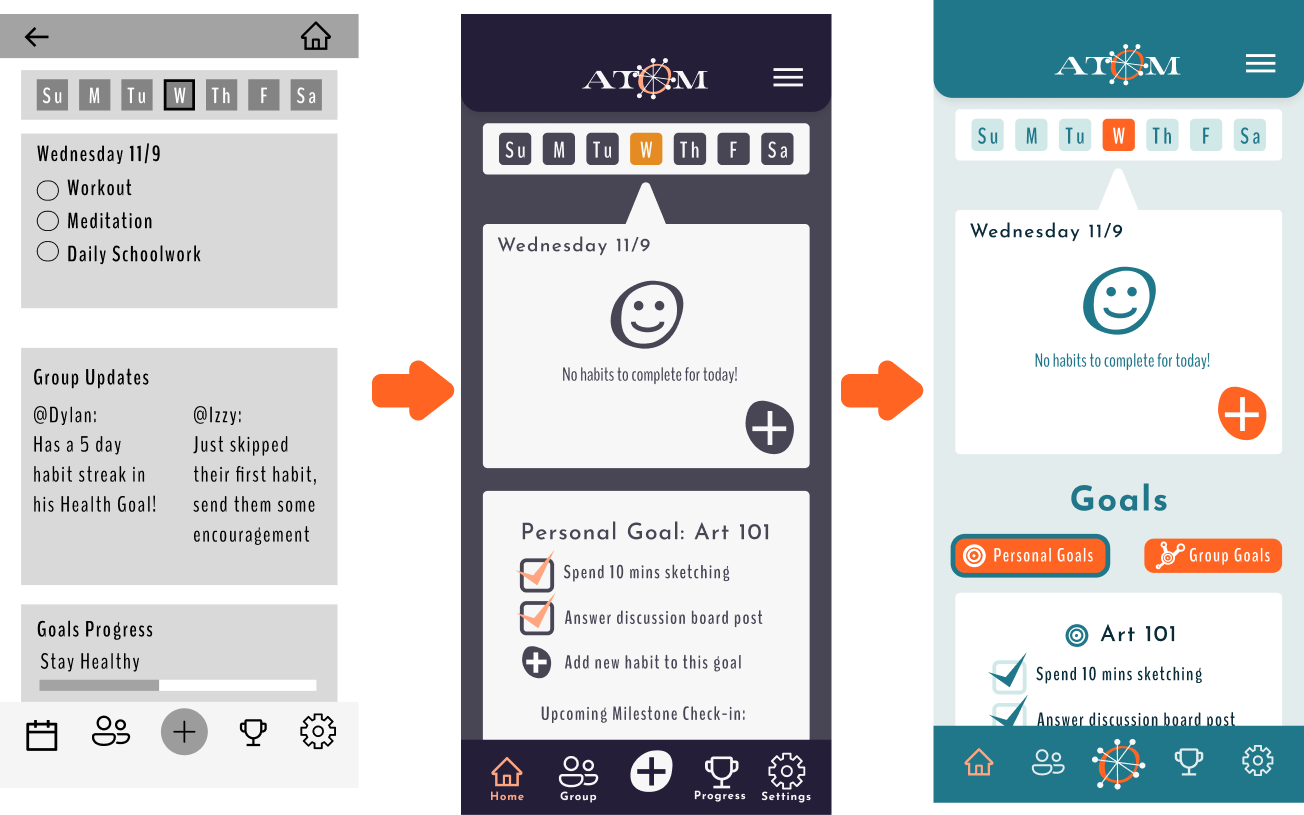 Su M Tu W Th F Sa
Wednesday 11/9
Workout
Meditation
Daily Schoolwork
Group Updates
@Dylan:
Has a 5 day
habit streak in
his Health Goal!
@Izzy:
Just skipped
their first habit,
send them some
encouragement
Goals Progress
Stay Healthy
ATOM
Su M Tu W Th F Sa
Wednesday 11/9
No habits to complete for today!
Personal Goal: Art 101
Spend 10 mins sketching
Answer discussion board post
Add new habit to this goal
Upcoming Milestone Check-in:
Home Group Progress Settings
ATOM
Su M Tu W Th F Sa
Wednesday 11/9
No habits to complete for today!
Goals
Personal Goals Group Goals
Art 101
Spend 10 mins sketching
Answer discussion board post